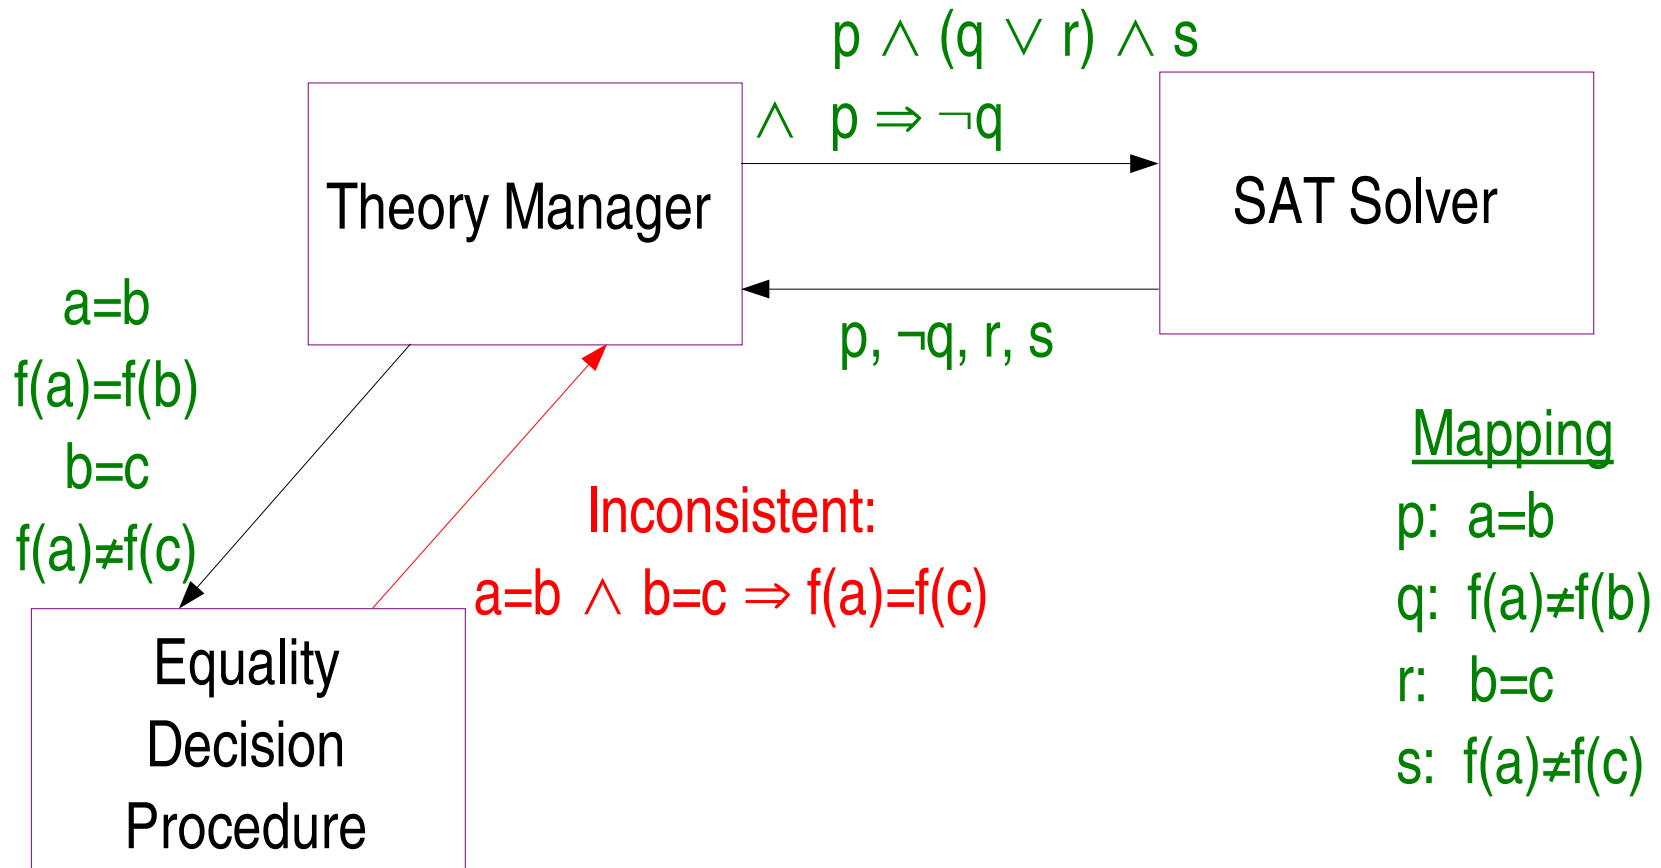 p ∧ (q ∨ r) ∧ s
∧ p ⇒ ¬q
Theory Manager
SAT Solver
p, ¬q, r, s
a=b
f(a)=f(b)
b=c
f(a)≠f(c)
Inconsistent:
a=b ∧ b=c ⇒ f(a)=f(c)
Equality
Decision
Procedure
Mapping
p: a=b
q: f(a)≠f(b)
r: b=c
s: f(a)≠f(c)